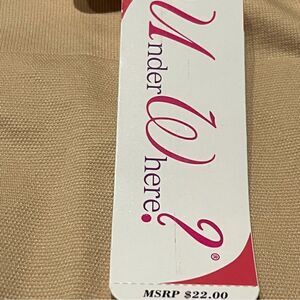 Under Where?®
MSRP $22.00